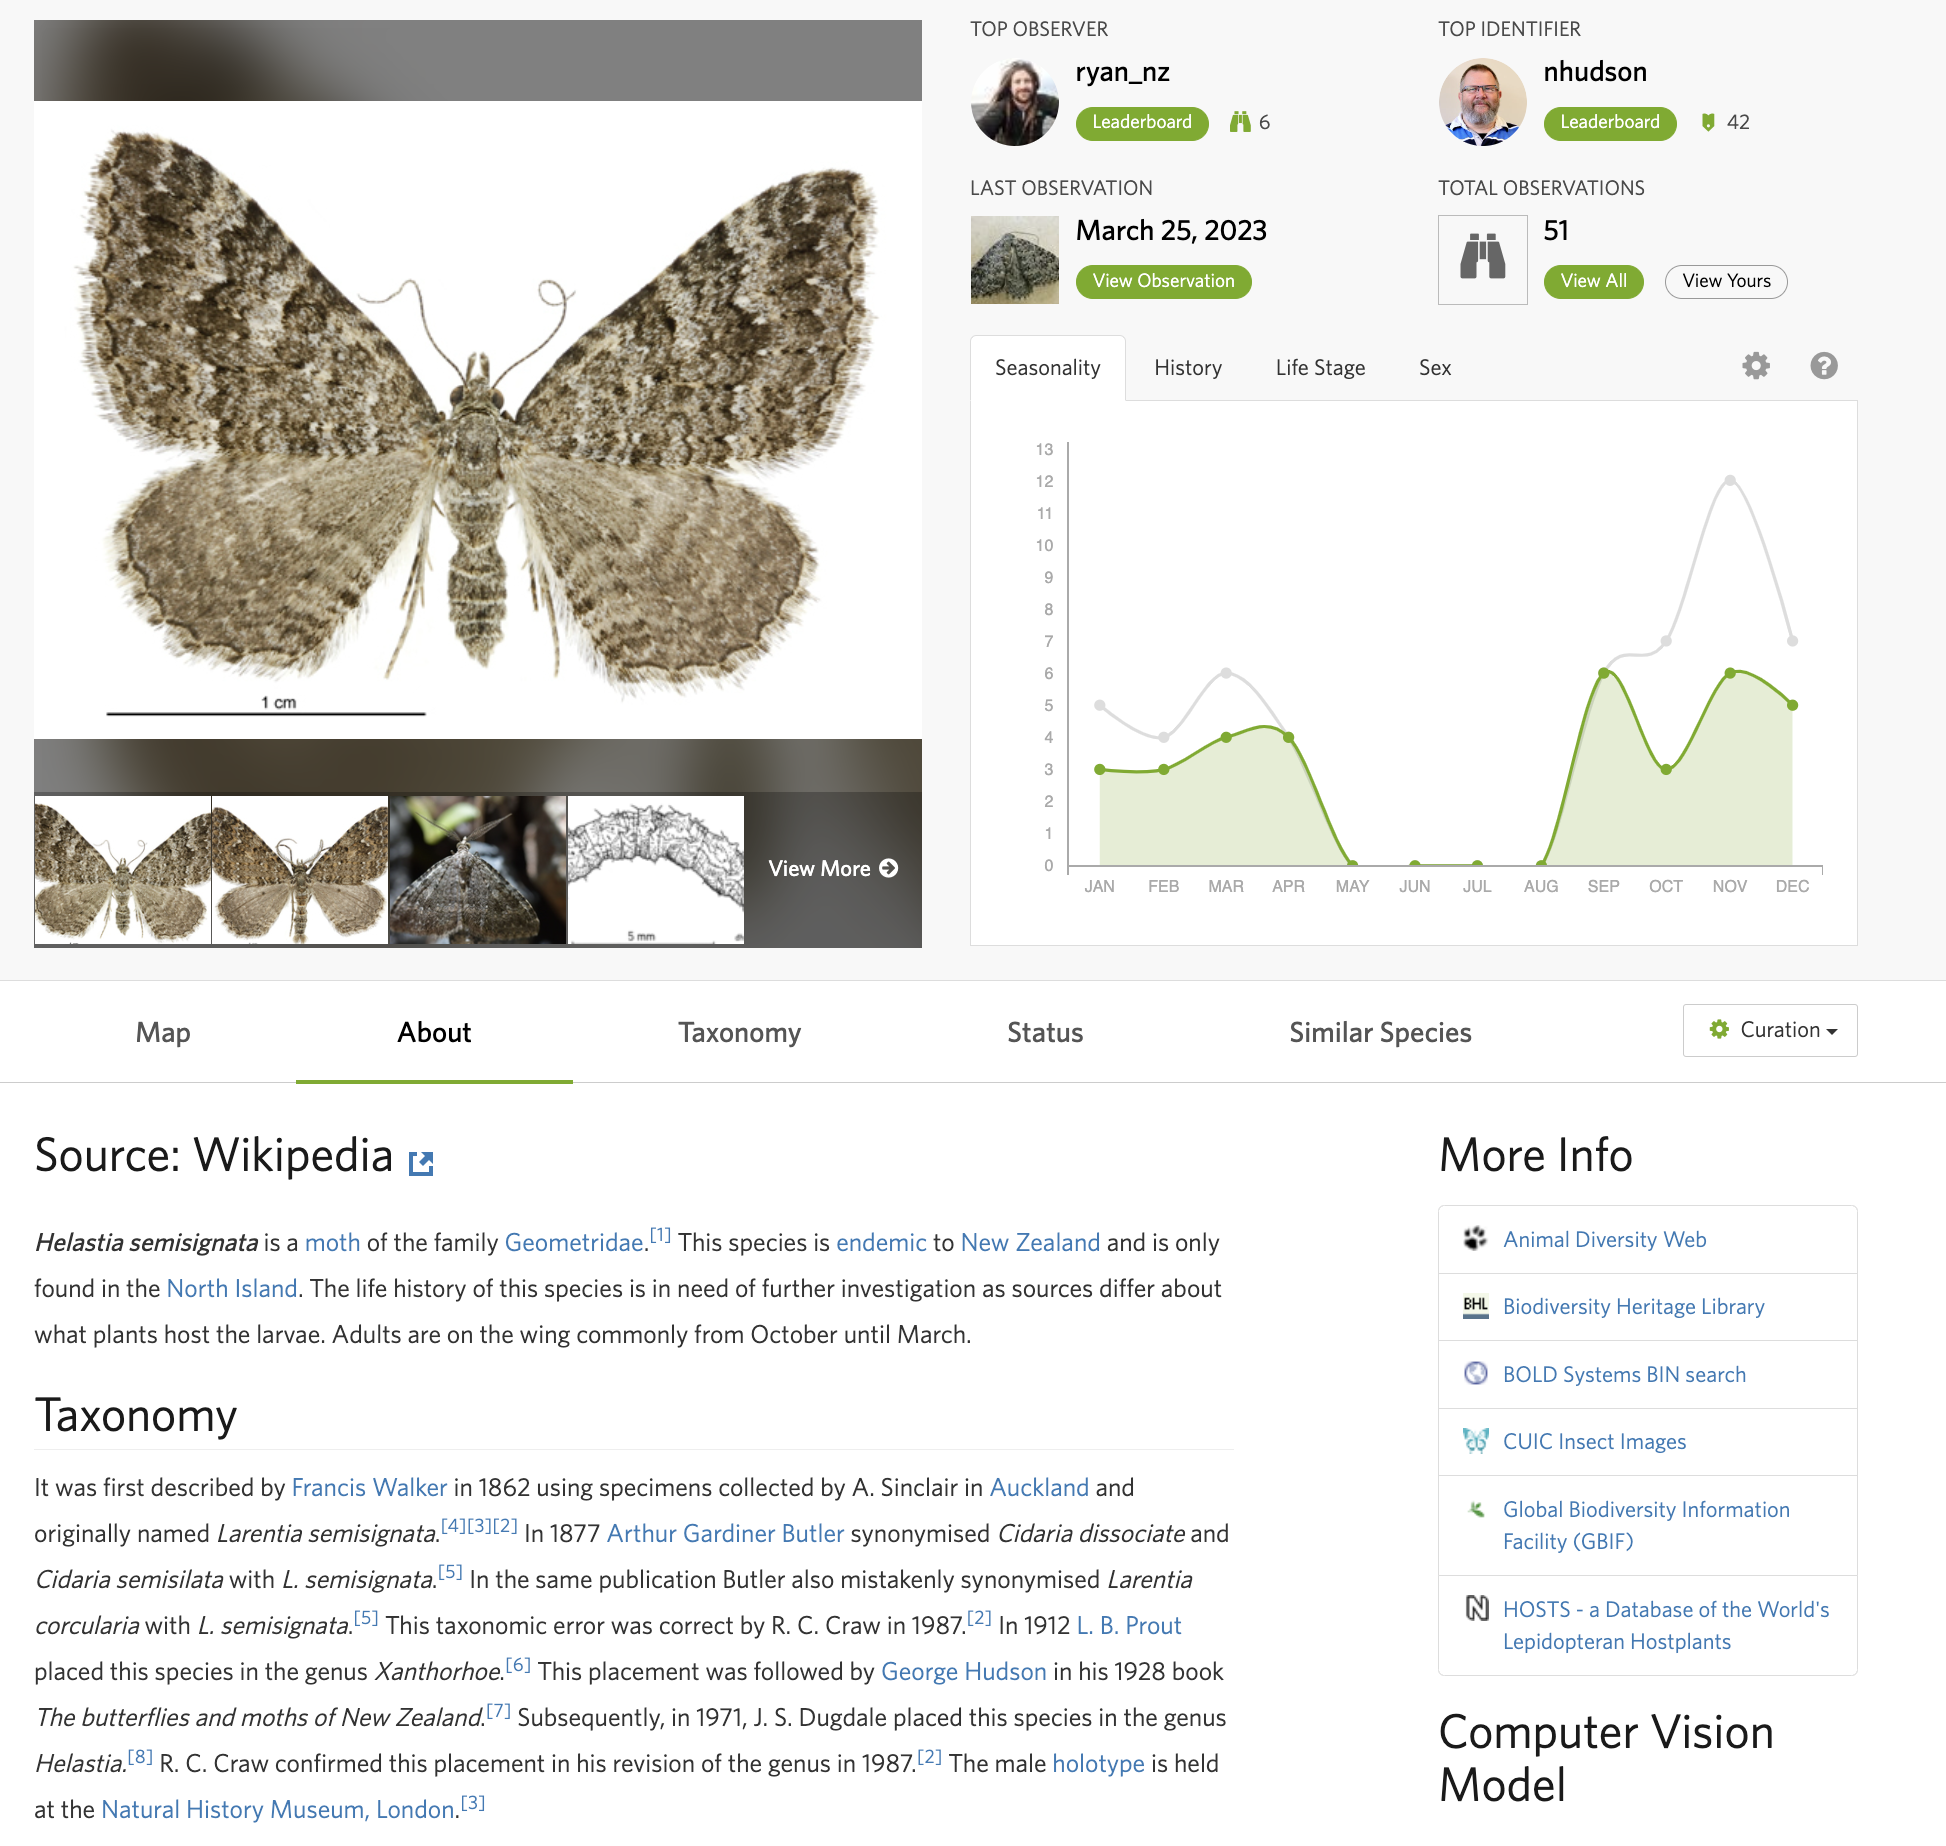 1 cm
5 mm
View More
TOP OBSERVER
ryan_nz
Leaderboard 6
TOP IDENTIFIER
nhudson
Leaderboard 42
LAST OBSERVATION
March 25, 2023
View Observation
TOTAL OBSERVATIONS
51
View All View Yours
Seasonality History Life Stage Sex
13
12
11
10
9
8
7
6
5
4
3
2
1
0
JAN FEB MAR APR MAY JUN JUL AUG SEP OCT NOV DEC
Map About Taxonomy Status Similar Species Curation
Source: Wikipedia
Helastia semisignata is a moth of the family Geometridae.[1] This species is endemic to New Zealand and is only
found in the North Island. The life history of this species is in need of further investigation as sources differ about
what plants host the larvae. Adults are on the wing commonly from October until March.
Taxonomy
It was first described by Francis Walker in 1862 using specimens collected by A. Sinclair in Auckland and
originally named Larentia semisignata.[4][3][2] In 1877 Arthur Gardiner Butler synonymised Cidaria dissociate and
Cidaria semisilata with L. semisignata.[5] In the same publication Butler also mistakenly synonymised Larentia
corcularia with L. semisignata.[5] This taxonomic error was correct by R. C. Craw in 1987.[2] In 1912 L. B. Prout
placed this species in the genus Xanthorhoe.[6] This placement was followed by George Hudson in his 1928 book
The butterflies and moths of New Zealand.[7] Subsequently, in 1971, J. S. Dugdale placed this species in the genus
Helastia.[8] R. C. Craw confirmed this placement in his revision of the genus in 1987.[2] The male holotype is held
at the Natural History Museum, London.[3]
More Info
Animal Diversity Web
BHL Biodiversity Heritage Library
BOLD Systems BIN search
CUIC Insect Images
Global Biodiversity Information
Facility (GBIF)
N HOSTS - a Database of the World's
Lepidopteran Hostplants
Computer Vision
Model